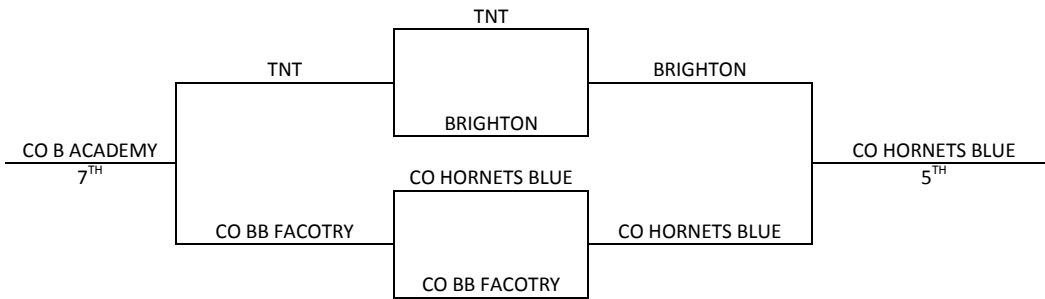 TNT
TNT
BRIGHTON
BRIGHTON
CO B ACADEMY
7TH
CO HORNETS BLUE
CO HORNETS BLUE
5TH
CO BB FACOTRY
CO HORNETS BLUE
CO BB FACOTRY